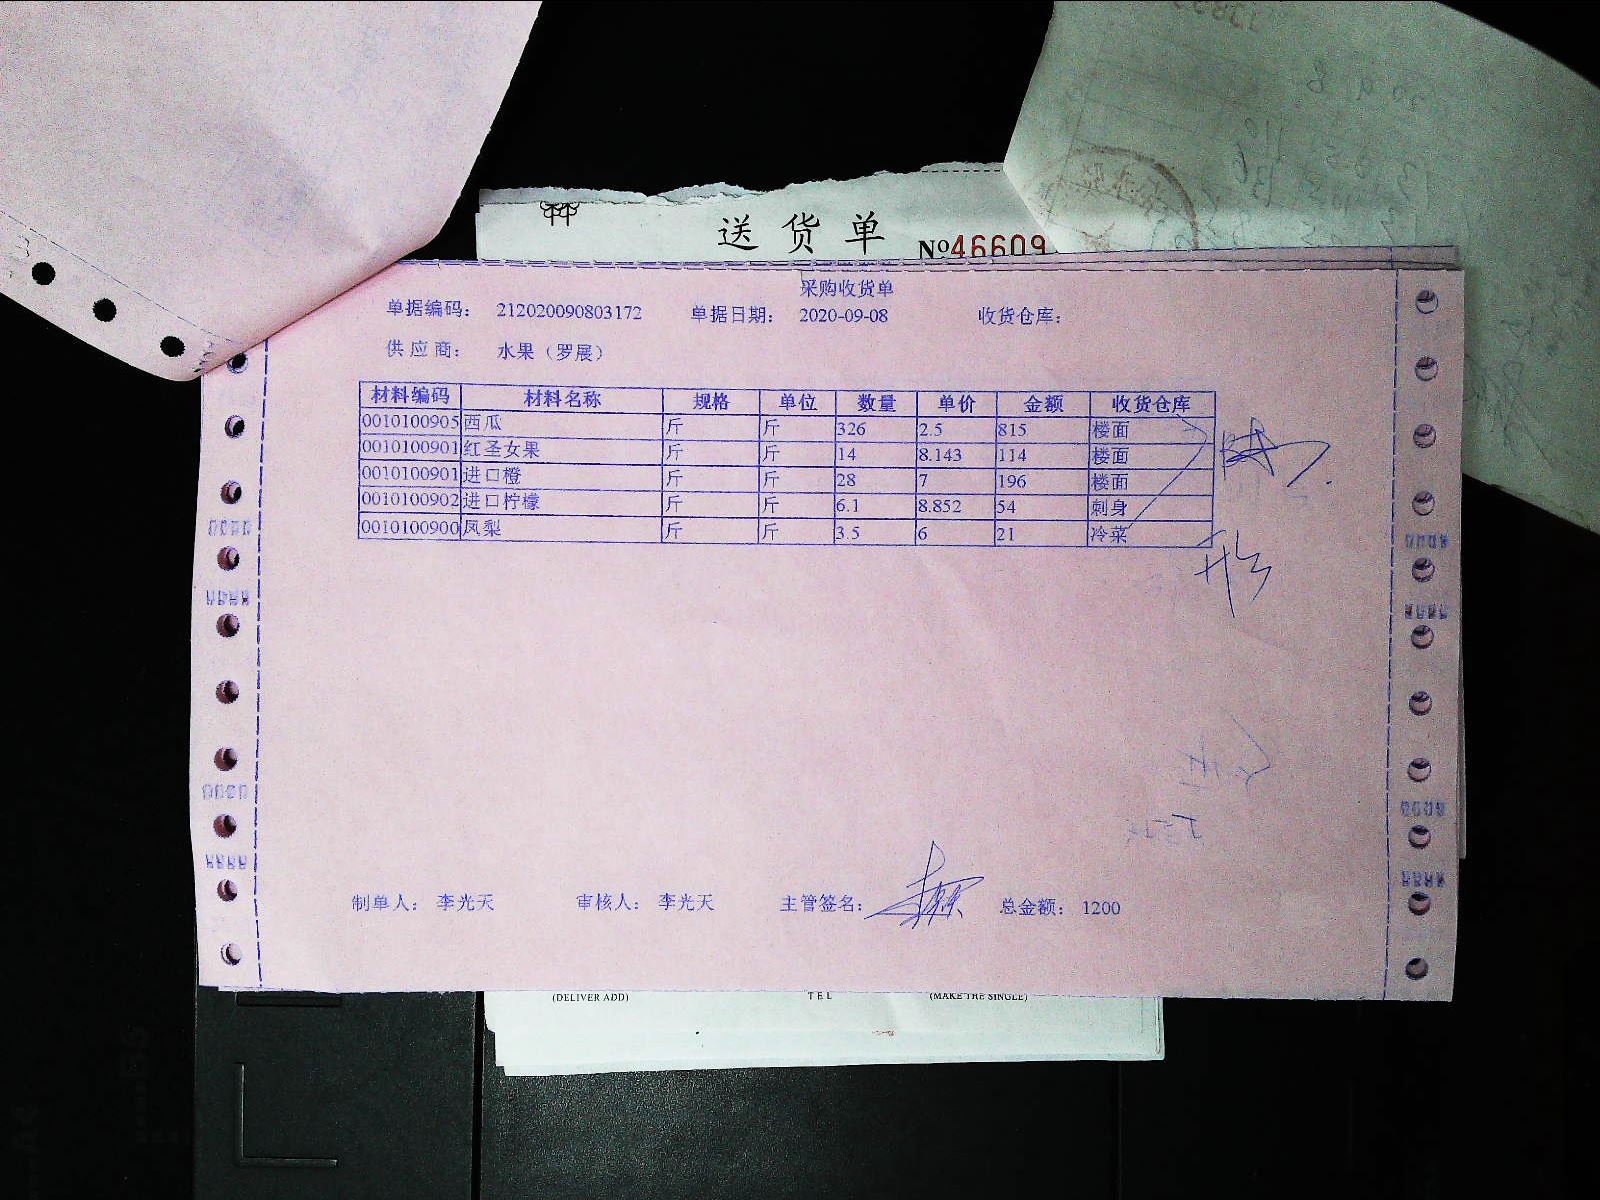 送货单
№46609
采购收货单
单据编码： 212020090803172 单据日期： 2020-09-08 收货仓库：
供应商： 水果（罗展）
材料编码 材料名称 规格 单位 数量 单价 金额 收货仓库
0010100905 西瓜 斤 斤 326 2.5 815 楼面
0010100901 红圣女果 斤 斤 14 8.143 114 楼面
0010100901 进口橙 斤 斤 28 7 196 楼面
0010100902 进口柠檬 斤 斤 6.1 8.852 54 刺身
0010100900 凤梨 斤 斤 3.5 6 21 冷菜
制单人： 李光天 审核人： 李光天 主管签名： 总金额： 1200
(DELIVER ADD) TEL (MAKE THE SINGLE)